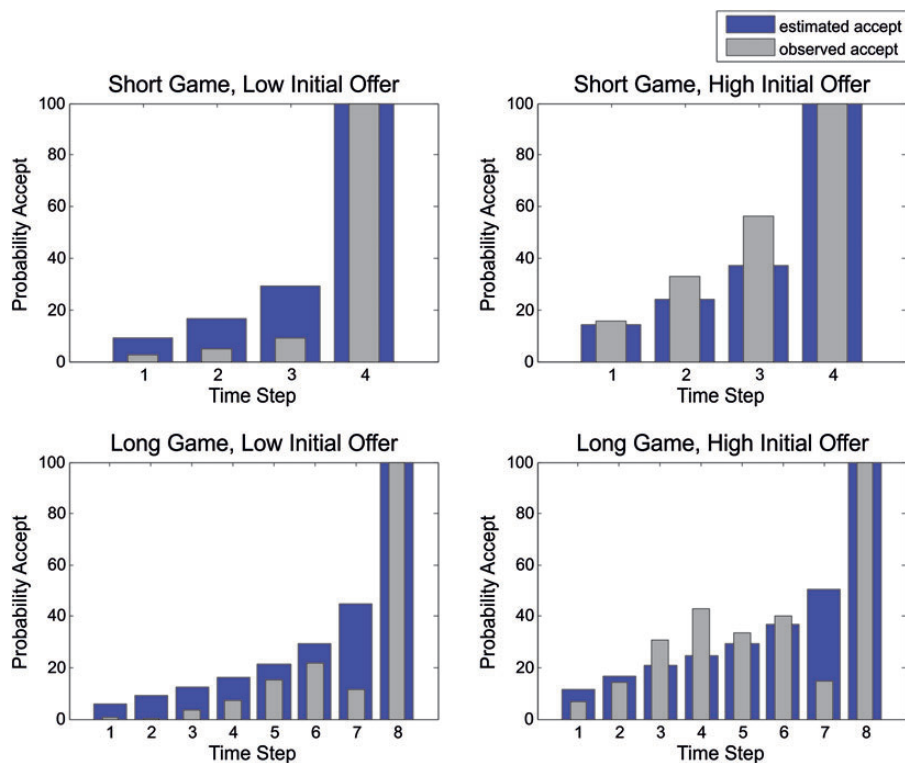 estimated accept
observed accept
Short Game, Low Initial Offer
100
80
60
40
20
0
Probability Accept
1 2 3 4
Time Step
Short Game, High Initial Offer
100
80
60
40
20
0
Probability Accept
1 2 3 4
Time Step
Long Game, Low Initial Offer
100
80
60
40
20
0
Probability Accept
1 2 3 4 5 6 7 8
Time Step
Long Game, High Initial Offer
100
80
60
40
20
0
Probability Accept
1 2 3 4 5 6 7 8
Time Step